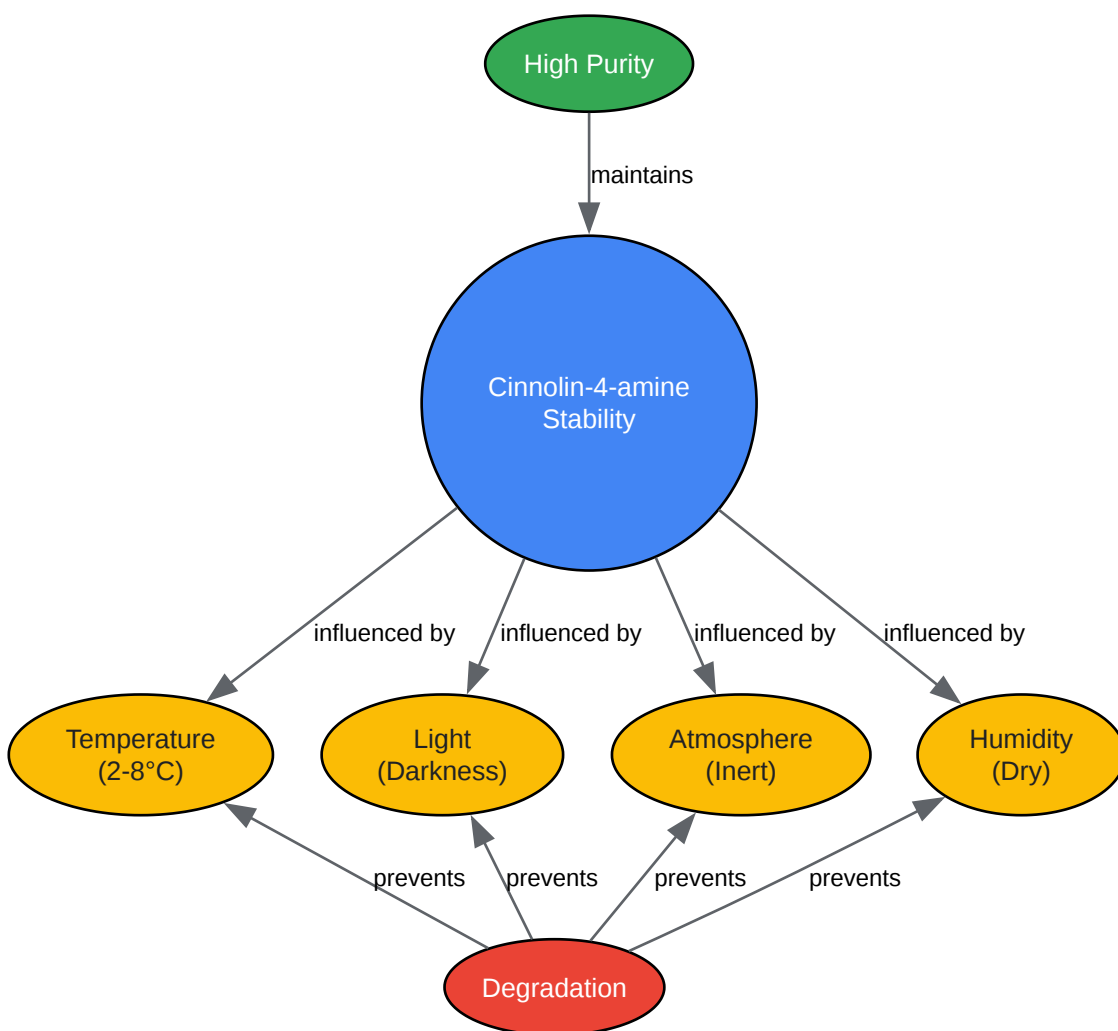 High Purity
maintains
Cinnolin-4-amine
Stability
influenced by
influenced by
influenced by
influenced by
Temperature
(2-8°C)
Light
(Darkness)
Atmosphere
(Inert)
Humidity
(Dry)
prevents
prevents
prevents
prevents
Degradation